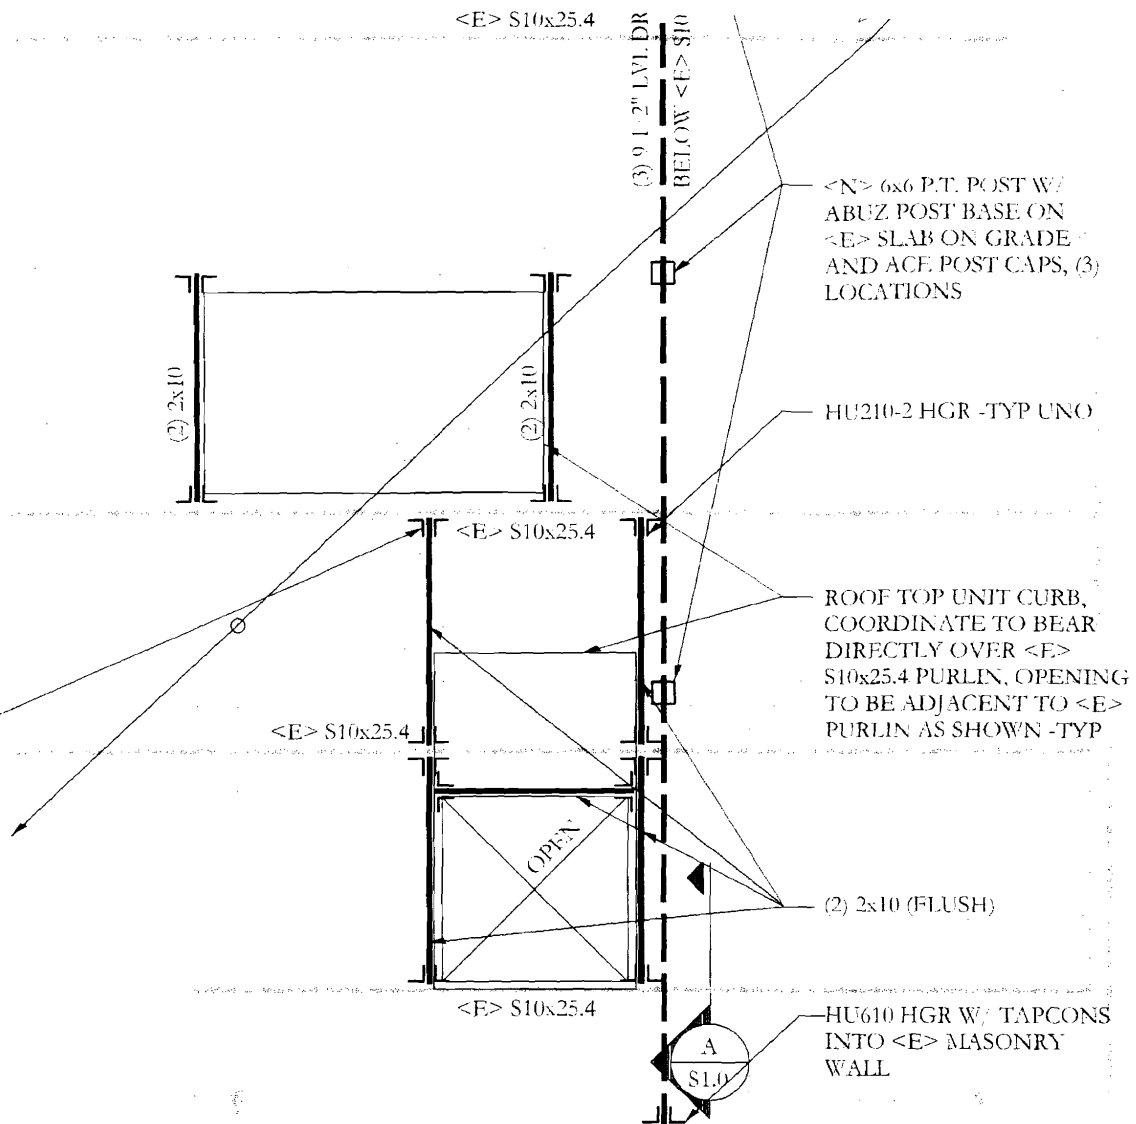 <E> S10x25.4
(3) 9 1/2" LVL DR
BELOW <E> S10
<N> 6x6 P.T. POST W/
ABUZ POST BASE ON
<E> SLAB ON GRADE
AND ACE POST CAPS, (3)
LOCATIONS
(2) 2x10
(2) 2x10
HU210-2 HGR -TYP UNO
<E> S10x25.4
ROOF TOP UNIT CURB,
COORDINATE TO BEAR
DIRECTLY OVER <E>
S10x25.4 PURLIN, OPENING
TO BE ADJACENT TO <E>
PURLIN AS SHOWN -TYP
<E> S10x25.4
OPEN
(2) 2x10 (FLUSH)
<E> S10x25.4
HU610 HGR W/ TAPCONS
INTO <E> MASONRY
WALL
A
S1.0